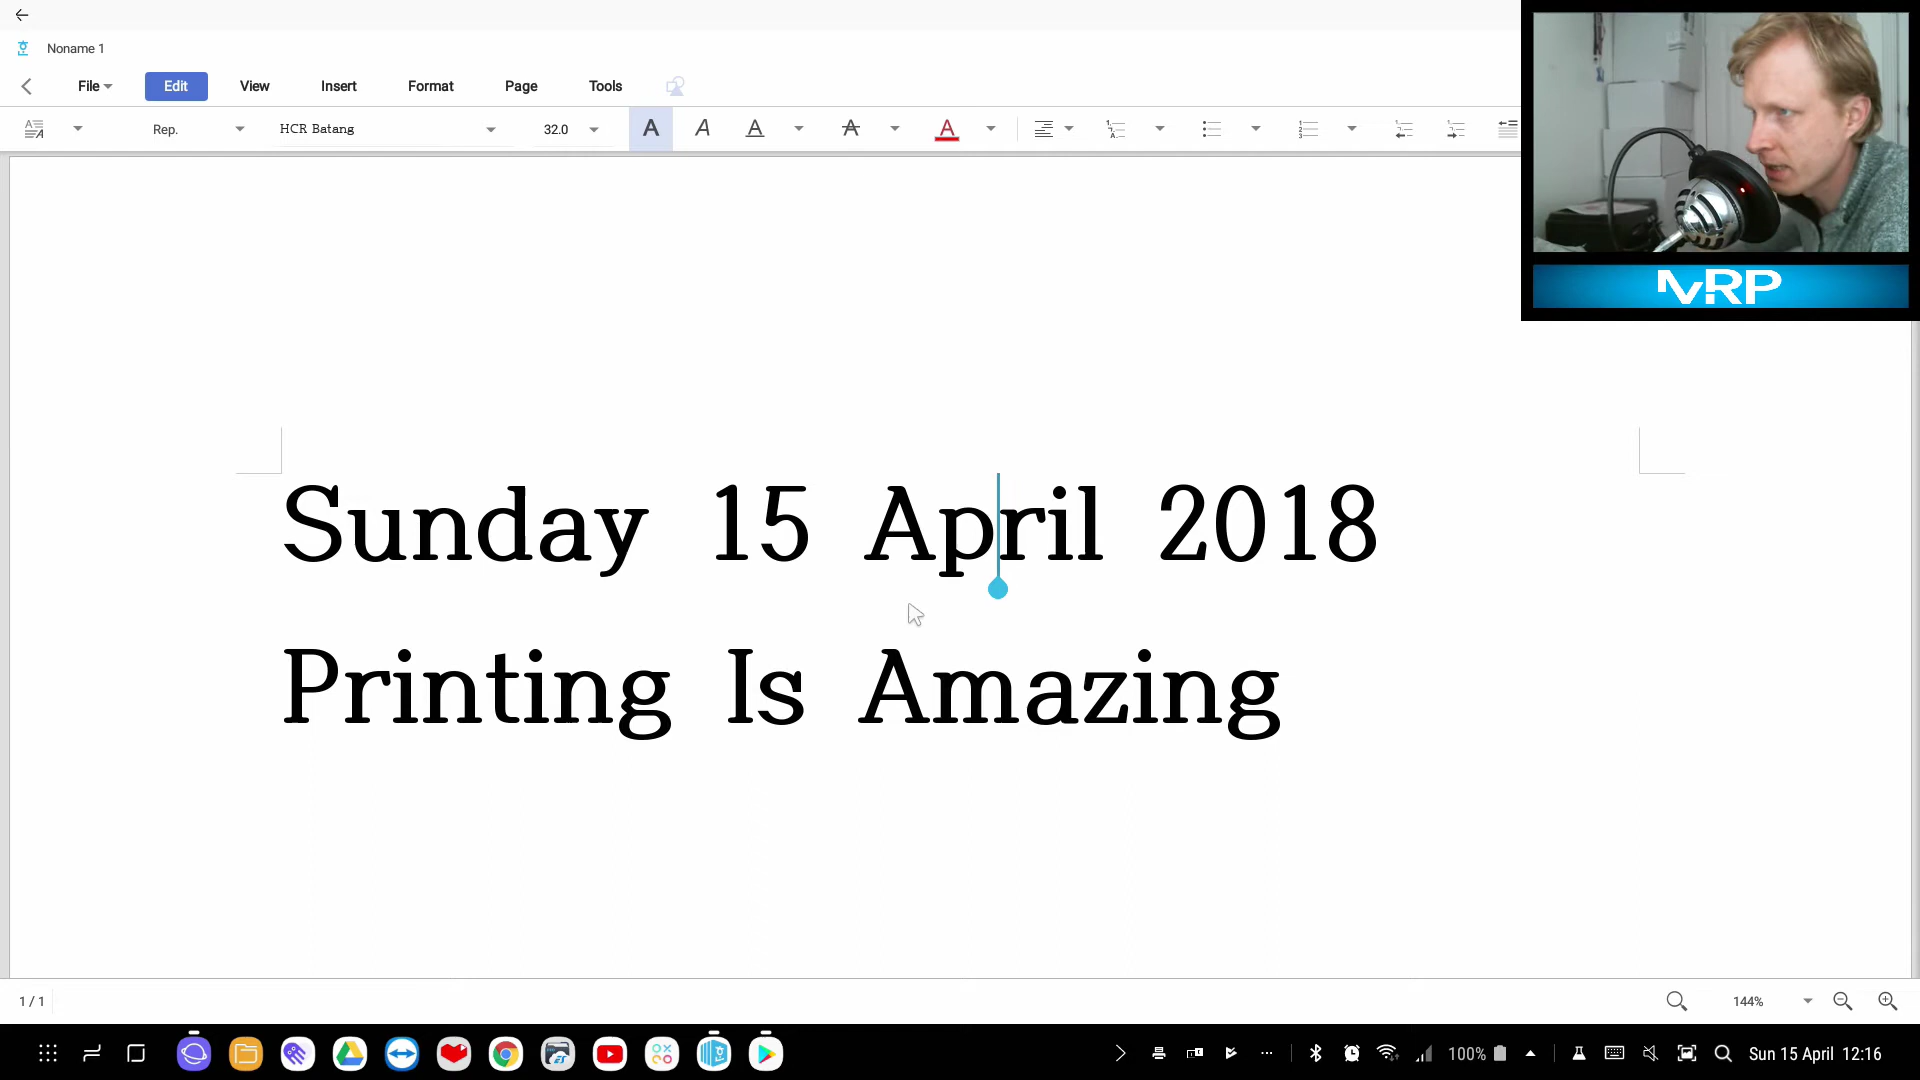 Noname 1
File Edit View Insert Format Page Tools
Rep. HCR Batang 32.0 A A A A A
MRP
Sunday 15 April 2018
Printing Is Amazing
1 / 1 144%
100% Sun 15 April 12:16